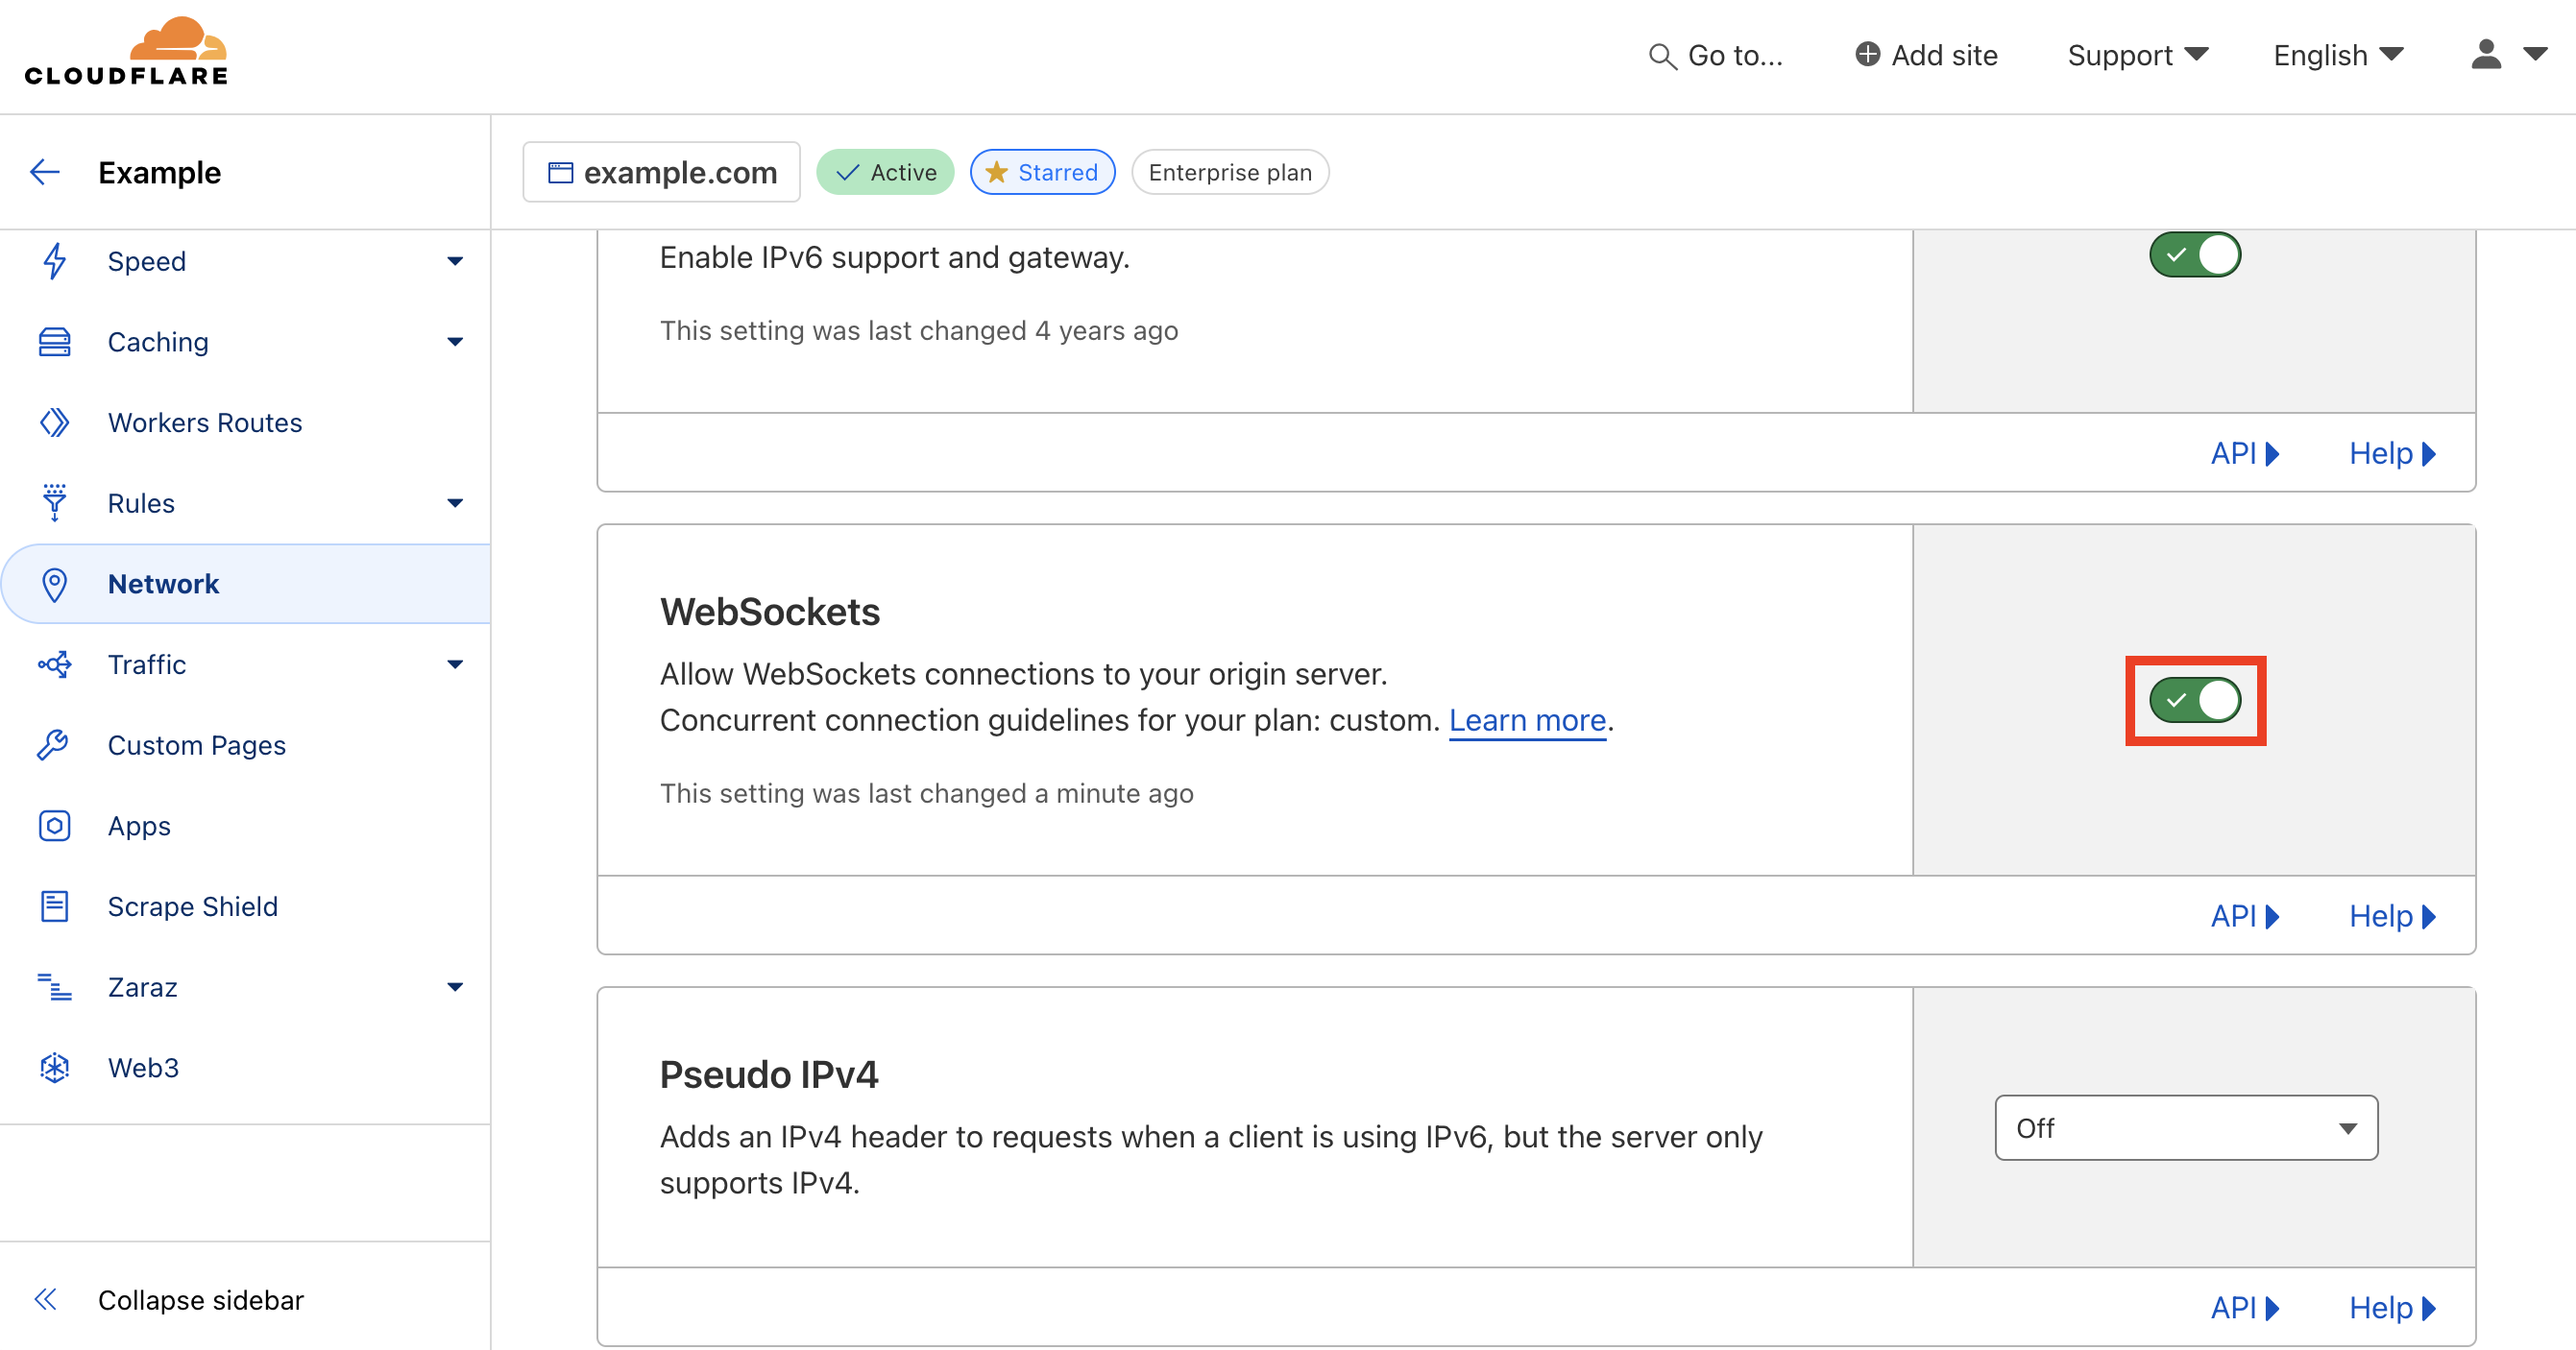 CLOUDFLARE
Go to...
Add site
Support
English
Example
example.com
Active
Starred
Enterprise plan
Speed
Caching
Workers Routes
Rules
Network
Traffic
Custom Pages
Apps
Scrape Shield
Zaraz
Web3
Collapse sidebar
Enable IPv6 support and gateway.
This setting was last changed 4 years ago
API
Help
WebSockets
Allow WebSockets connections to your origin server.
Concurrent connection guidelines for your plan: custom. Learn more.
This setting was last changed a minute ago
API
Help
Pseudo IPv4
Adds an IPv4 header to requests when a client is using IPv6, but the server only
supports IPv4.
Off
API
Help